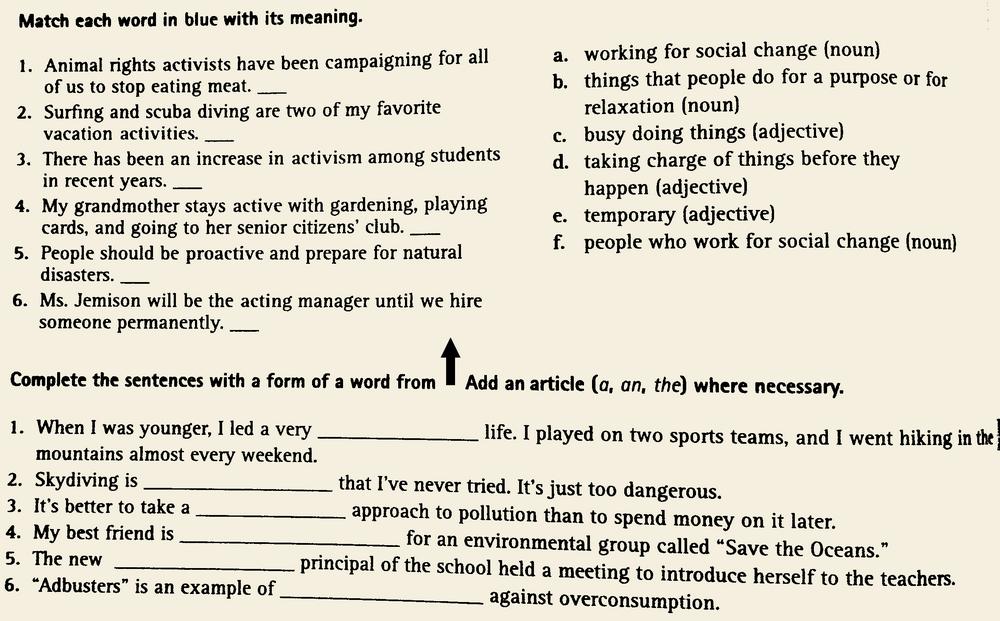 Match each word in blue with its meaning.
1. Animal rights activists have been campaigning for all
of us to stop eating meat. ___
2. Surfing and scuba diving are two of my favorite
vacation activities. ___
3. There has been an increase in activism among students
in recent years. ___
4. My grandmother stays active with gardening, playing
cards, and going to her senior citizens' club. ___
5. People should be proactive and prepare for natural
disasters. ___
6. Ms. Jemison will be the acting manager until we hire
someone permanently. ___
a. working for social change (noun)
b. things that people do for a purpose or for
relaxation (noun)
c. busy doing things (adjective)
d. taking charge of things before they
happen (adjective)
e. temporary (adjective)
f. people who work for social change (noun)
Complete the sentences with a form of a word from Add an article (a, an, the) where necessary.
1. When I was younger, I led a very _______________ life. I played on two sports teams, and I went hiking in the
mountains almost every weekend.
2. Skydiving is _______________ that I've never tried. It's just too dangerous.
3. It's better to take a _______________ approach to pollution than to spend money on it later.
4. My best friend is _______________ for an environmental group called "Save the Oceans."
5. The new _______________ principal of the school held a meeting to introduce herself to the teachers.
6. "Adbusters" is an example of _______________ against overconsumption.